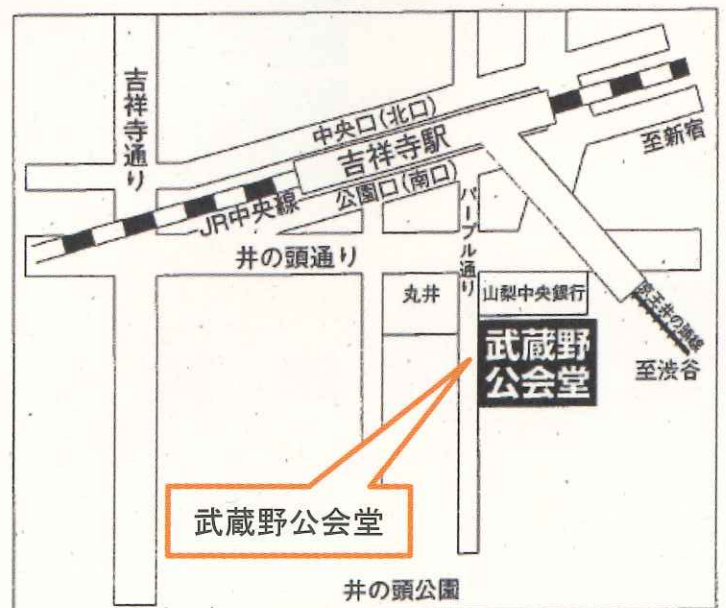 吉祥寺通り
中央口(北口)
吉祥寺駅
公園口(南口)
JR中央線
至新宿
井の頭通り
パープル通り
丸井
山梨中央銀行
京王井の頭線
至渋谷
武蔵野
公会堂
武蔵野公会堂
井の頭公園